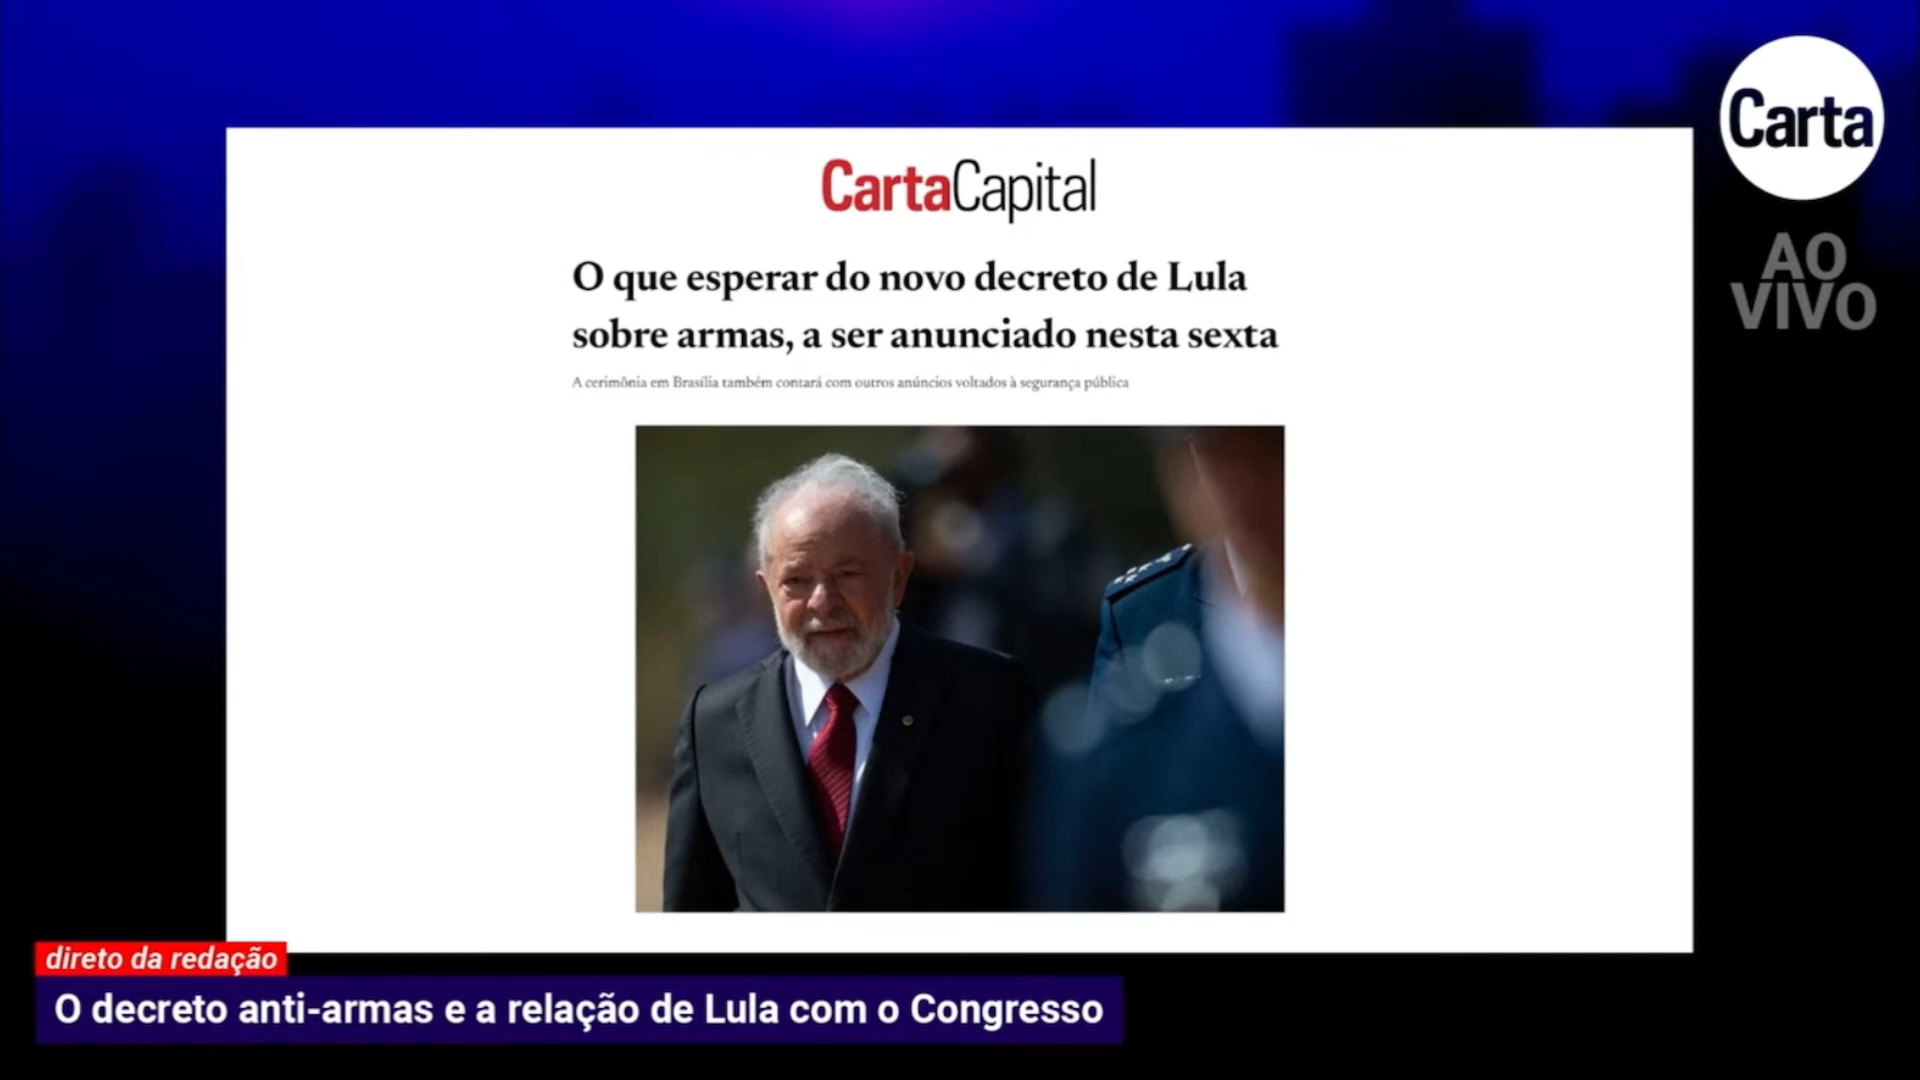 Carta
AO
VIVO
CartaCapital
O que esperar do novo decreto de Lula
sobre armas, a ser anunciado nesta sexta
A cerimônia em Brasília também contará com outros anúncios voltados à segurança pública
direto da redação
O decreto anti-armas e a relação de Lula com o Congresso